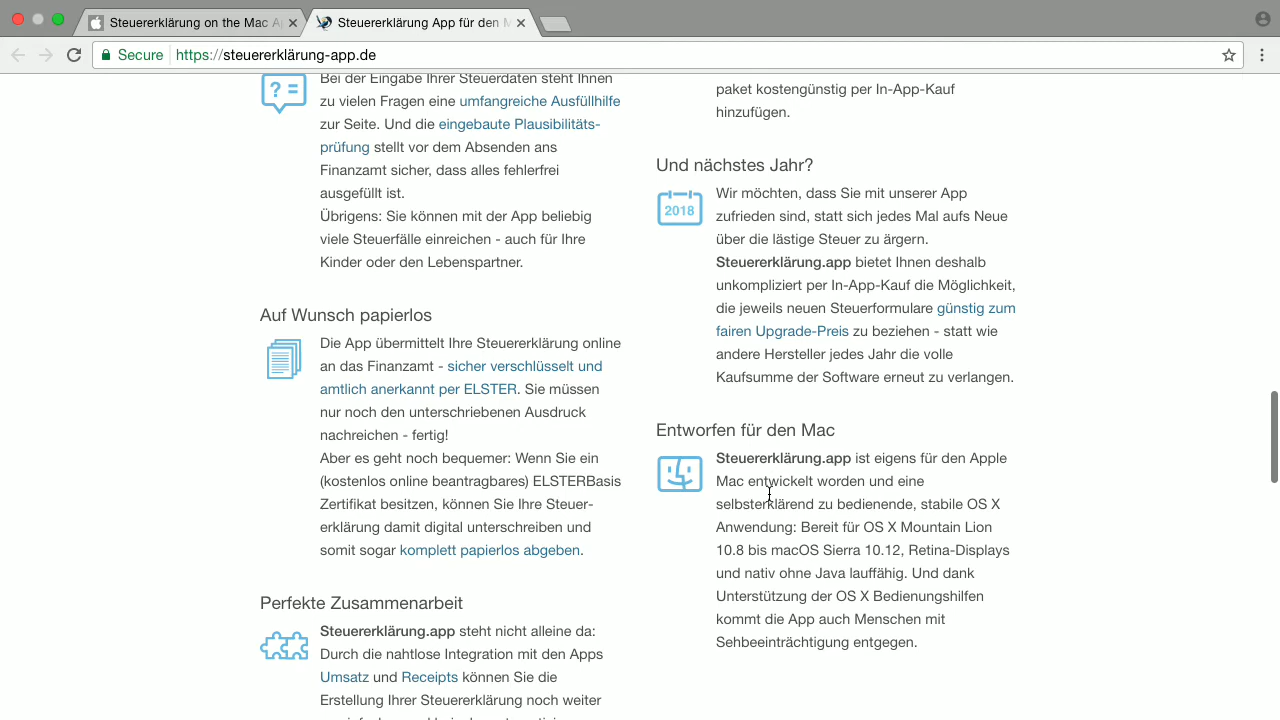 Steuererklärung on the Mac Ap
Steuererklärung App für den M
Secure
https://steuererklärung-app.de
Bei der Eingabe Ihrer Steuerdaten steht Ihnen
zu vielen Fragen eine umfangreiche Ausfüllhilfe
zur Seite. Und die eingebaute Plausibilitäts-
prüfung stellt vor dem Absenden ans
Finanzamt sicher, dass alles fehlerfrei
ausgefüllt ist.
Übrigens: Sie können mit der App beliebig
viele Steuerfälle einreichen - auch für Ihre
Kinder oder den Lebenspartner.
Auf Wunsch papierlos
Die App übermittelt Ihre Steuererklärung online
an das Finanzamt - sicher verschlüsselt und
amtlich anerkannt per ELSTER. Sie müssen
nur noch den unterschriebenen Ausdruck
nachreichen - fertig!
Aber es geht noch bequemer: Wenn Sie ein
(kostenlos online beantragbares) ELSTERBasis
Zertifikat besitzen, können Sie Ihre Steuer-
erklärung damit digital unterschreiben und
somit sogar komplett papierlos abgeben.
Perfekte Zusammenarbeit
Steuererklärung.app steht nicht alleine da:
Durch die nahtlose Integration mit den Apps
Umsatz und Receipts können Sie die
Erstellung Ihrer Steuererklärung noch weiter
paket kostengünstig per In-App-Kauf
hinzufügen.
Und nächstes Jahr?
2018
Wir möchten, dass Sie mit unserer App
zufrieden sind, statt sich jedes Mal aufs Neue
über die lästige Steuer zu ärgern.
Steuererklärung.app bietet Ihnen deshalb
unkompliziert per In-App-Kauf die Möglichkeit,
die jeweils neuen Steuerformulare günstig zum
fairen Upgrade-Preis zu beziehen - statt wie
andere Hersteller jedes Jahr die volle
Kaufsumme der Software erneut zu verlangen.
Entworfen für den Mac
Steuererklärung.app ist eigens für den Apple
Mac entwickelt worden und eine
selbsterklärend zu bedienende, stabile OS X
Anwendung: Bereit für OS X Mountain Lion
10.8 bis macOS Sierra 10.12, Retina-Displays
und nativ ohne Java lauffähig. Und dank
Unterstützung der OS X Bedienungshilfen
kommt die App auch Menschen mit
Sehbeeinträchtigung entgegen.